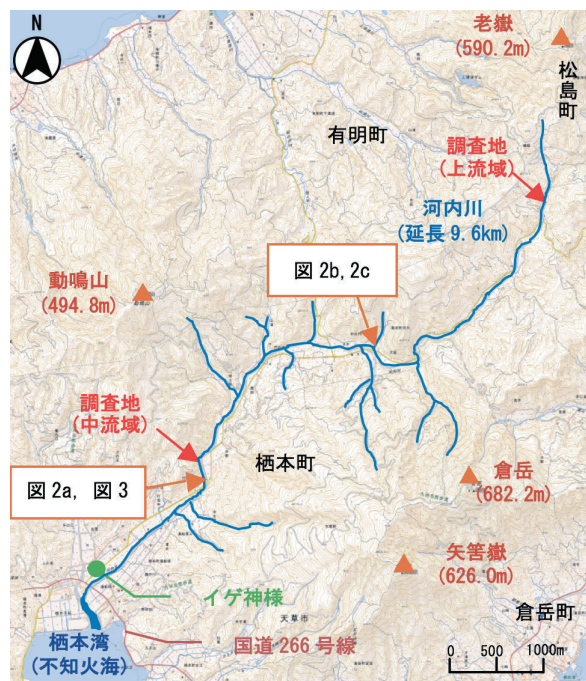 N
老嶽
(590.2m)
松島町
有明町
調査地
(上流域)
河内川
(延長 9.6km)
図 2b, 2c
動鳴山
(494.8m)
調査地
(中流域)
栖本町
図 2a, 図 3
倉岳
(682.2m)
矢筈嶽
(626.0m)
イゲ神様
倉岳町
天草市
国道 266 号線
栖本湾
(不知火海)
0 500 1000m